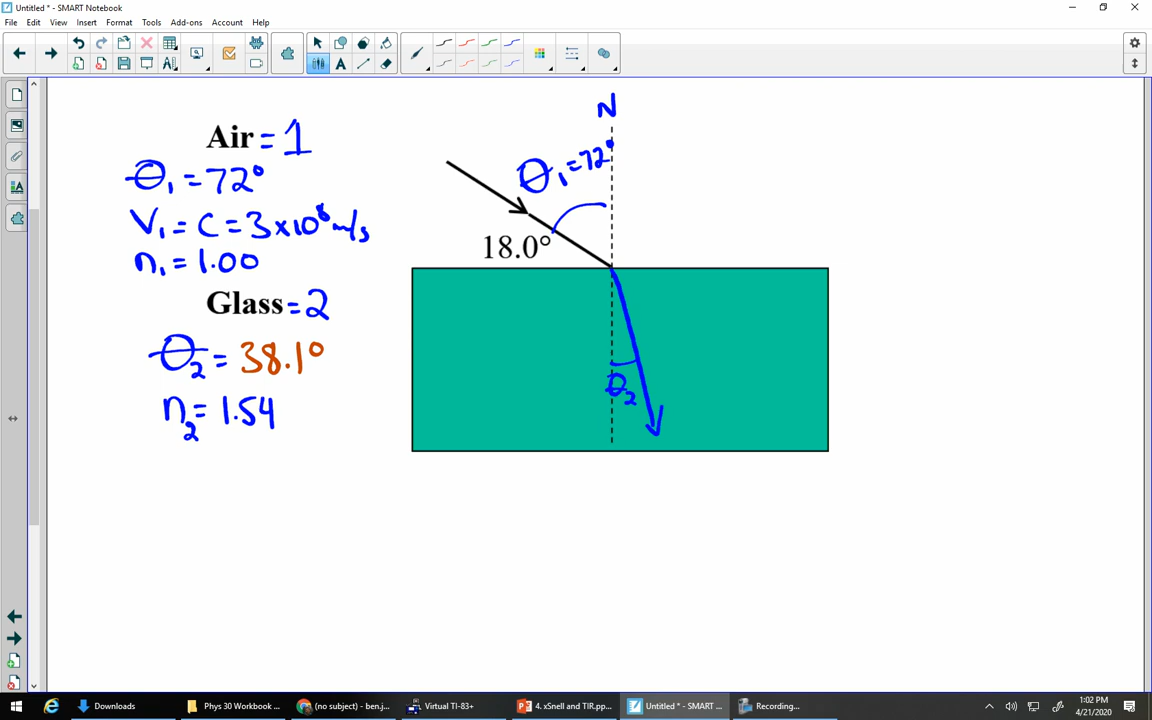 Untitled * - SMART Notebook
File Edit View Insert Format Tools Add-ons Account Help
N
Air = 1
θ₁ = 72°
θ₁ = 72°
V₁ = C = 3x10⁸ m/s
18.0°
n₁ = 1.00
Glass = 2
θ₂ = 38.1°
θ₂
n₂ = 1.54
Downloads Phys 30 Workbook ... (no subject) - ben.j... Virtual TI-83+ 4. xSnell and TIR.pp... Untitled * - SMART ... Recording...
1:02 PM
4/21/2020